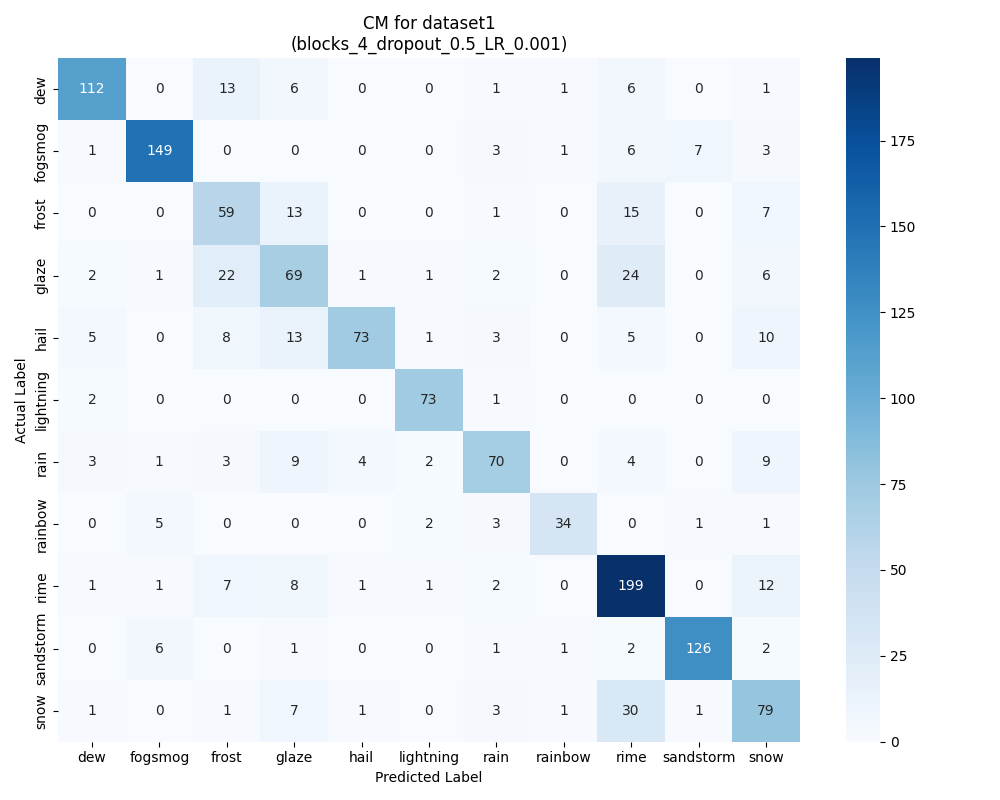 CM for dataset1
(blocks_4_dropout_0.5_LR_0.001)
dew 112 0 13 6 0 0 1 1 6 0 1
fogsmog 1 149 0 0 0 0 3 1 6 7 3
frost 0 0 59 13 0 0 1 0 15 0 7
glaze 2 1 22 69 1 1 2 0 24 0 6
hail 5 0 8 13 73 1 3 0 5 0 10
lightning 2 0 0 0 0 73 1 0 0 0 0
rain 3 1 3 9 4 2 70 0 4 0 9
rainbow 0 5 0 0 0 2 3 34 0 1 1
rime 1 1 7 8 1 1 2 0 199 0 12
sandstorm 0 6 0 1 0 0 1 1 2 126 2
snow 1 0 1 7 1 0 3 1 30 1 79
dew fogsmog frost glaze hail lightning rain rainbow rime sandstorm snow
Predicted Label
Actual Label
175
150
125
100
75
50
25
0